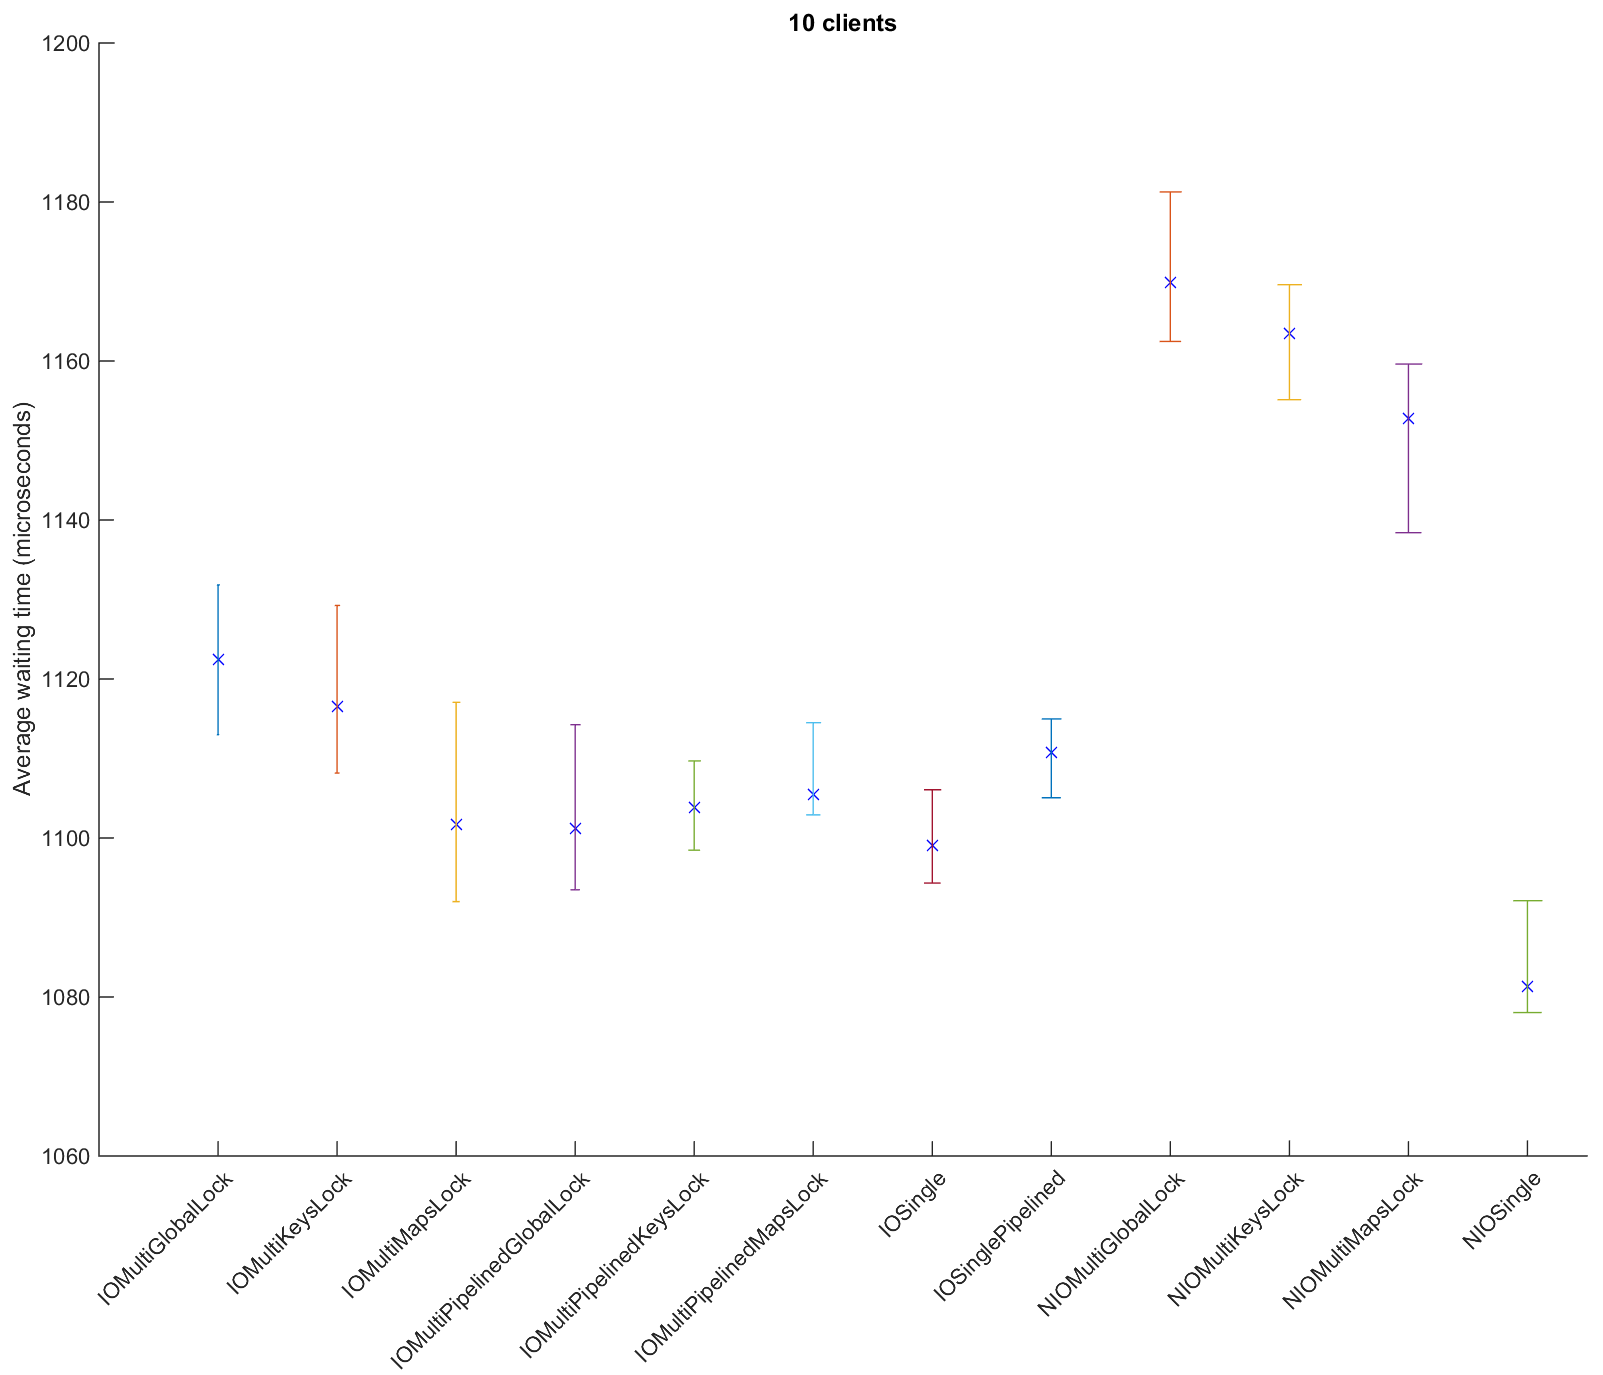 10 clients
1200
1180
1160
1140
1120
1100
1080
1060
Average waiting time (microseconds)
IOMultiGlobalLock
IOMultiKeysLock
IOMultiMapsLock
IOMultiPipelinedGlobalLock
IOMultiPipelinedKeysLock
IOMultiPipelinedMapsLock
IOSingle
IOSinglePipelined
NIOMultiGlobalLock
NIOMultiKeysLock
NIOMultiMapsLock
NIOSingle